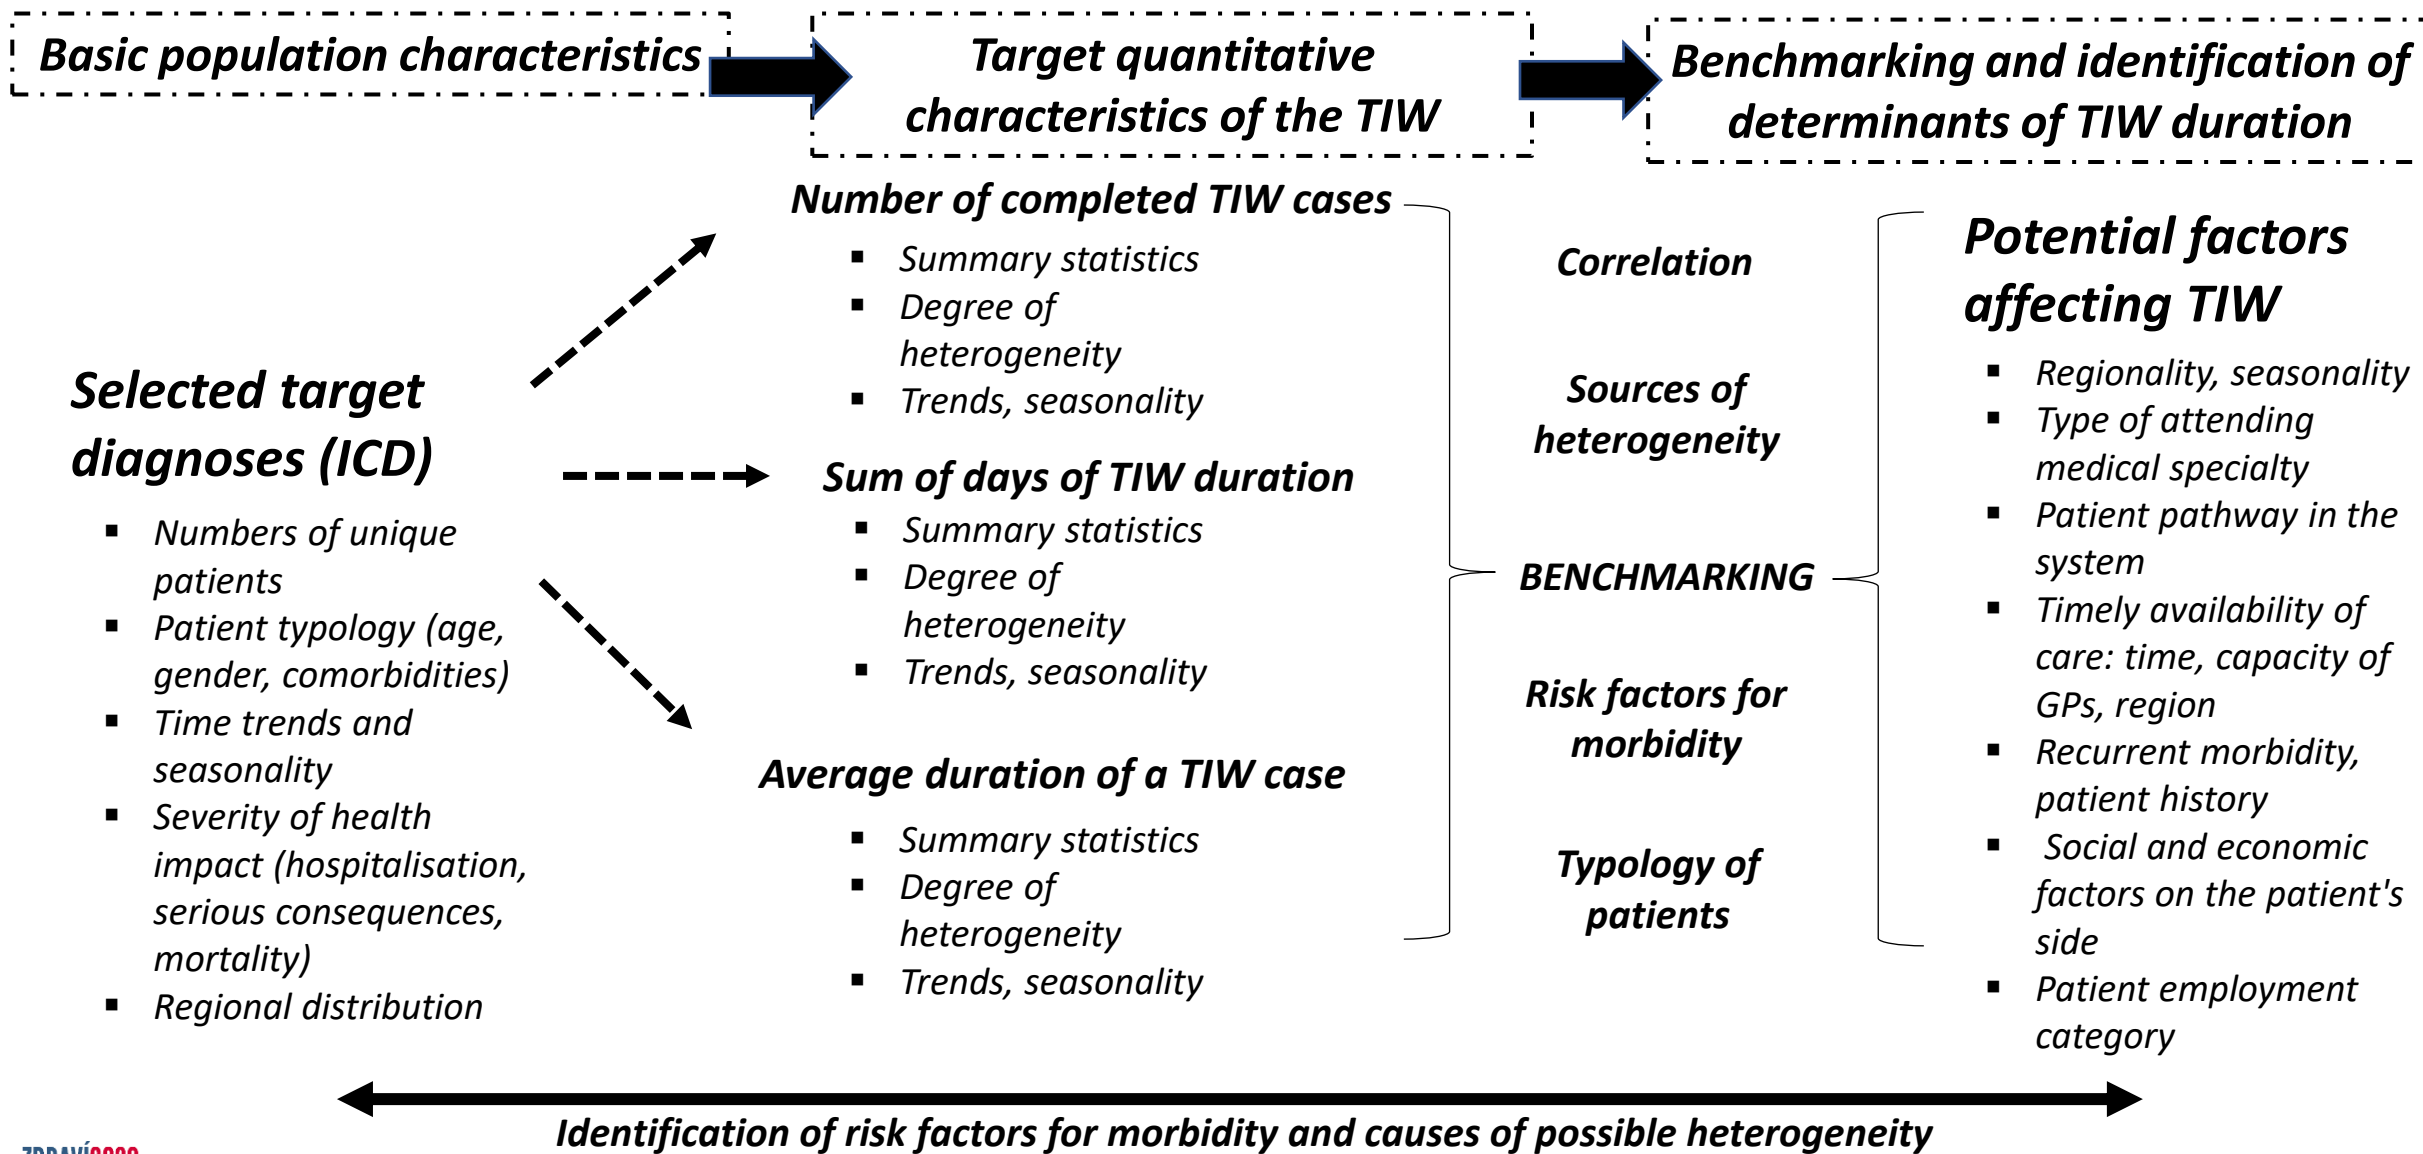 Basic population characteristics
Target quantitative
characteristics of the TIW
Benchmarking and identification of
determinants of TIW duration
Selected target
diagnoses (ICD)
▪ Numbers of unique
patients
▪ Patient typology (age,
gender, comorbidities)
▪ Time trends and
seasonality
▪ Severity of health
impact (hospitalisation,
serious consequences,
mortality)
▪ Regional distribution
Number of completed TIW cases
▪ Summary statistics
▪ Degree of
heterogeneity
▪ Trends, seasonality
Sum of days of TIW duration
▪ Summary statistics
▪ Degree of
heterogeneity
▪ Trends, seasonality
Average duration of a TIW case
▪ Summary statistics
▪ Degree of
heterogeneity
▪ Trends, seasonality
Correlation
Sources of
heterogeneity
BENCHMARKING
Risk factors for
morbidity
Typology of
patients
Potential factors
affecting TIW
▪ Regionality, seasonality
▪ Type of attending
medical specialty
▪ Patient pathway in the
system
▪ Timely availability of
care: time, capacity of
GPs, region
▪ Recurrent morbidity,
patient history
▪ Social and economic
factors on the patient's
side
▪ Patient employment
category
Identification of risk factors for morbidity and causes of possible heterogeneity